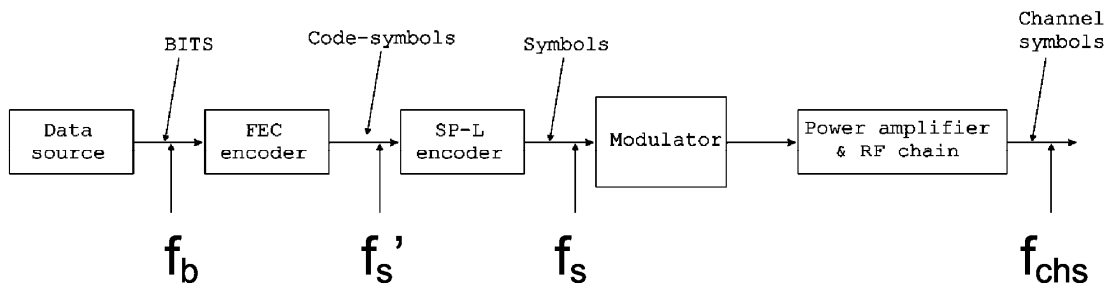 Channel
symbols
Code-symbols
BITS
Symbols
Data
source
FEC
encoder
SP-L
encoder
Modulator
Power amplifier
& RF chain
fb
fs’
fs
fchs